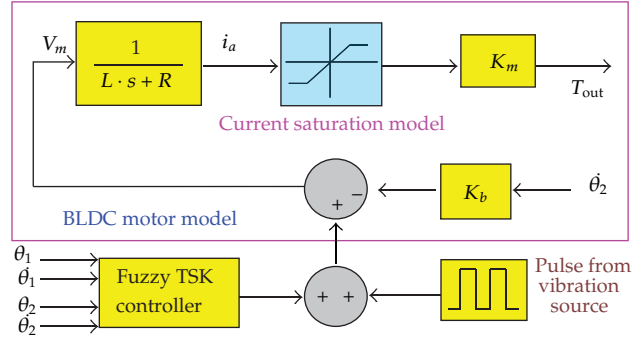 V_m
1
L · s + R
i_a
K_m
T_out
Current saturation model
+ −
K_b
θ̇_2
BLDC motor model
θ_1
θ̇_1
θ_2
θ̇_2
Fuzzy TSK
controller
+ +
Pulse from
vibration
source